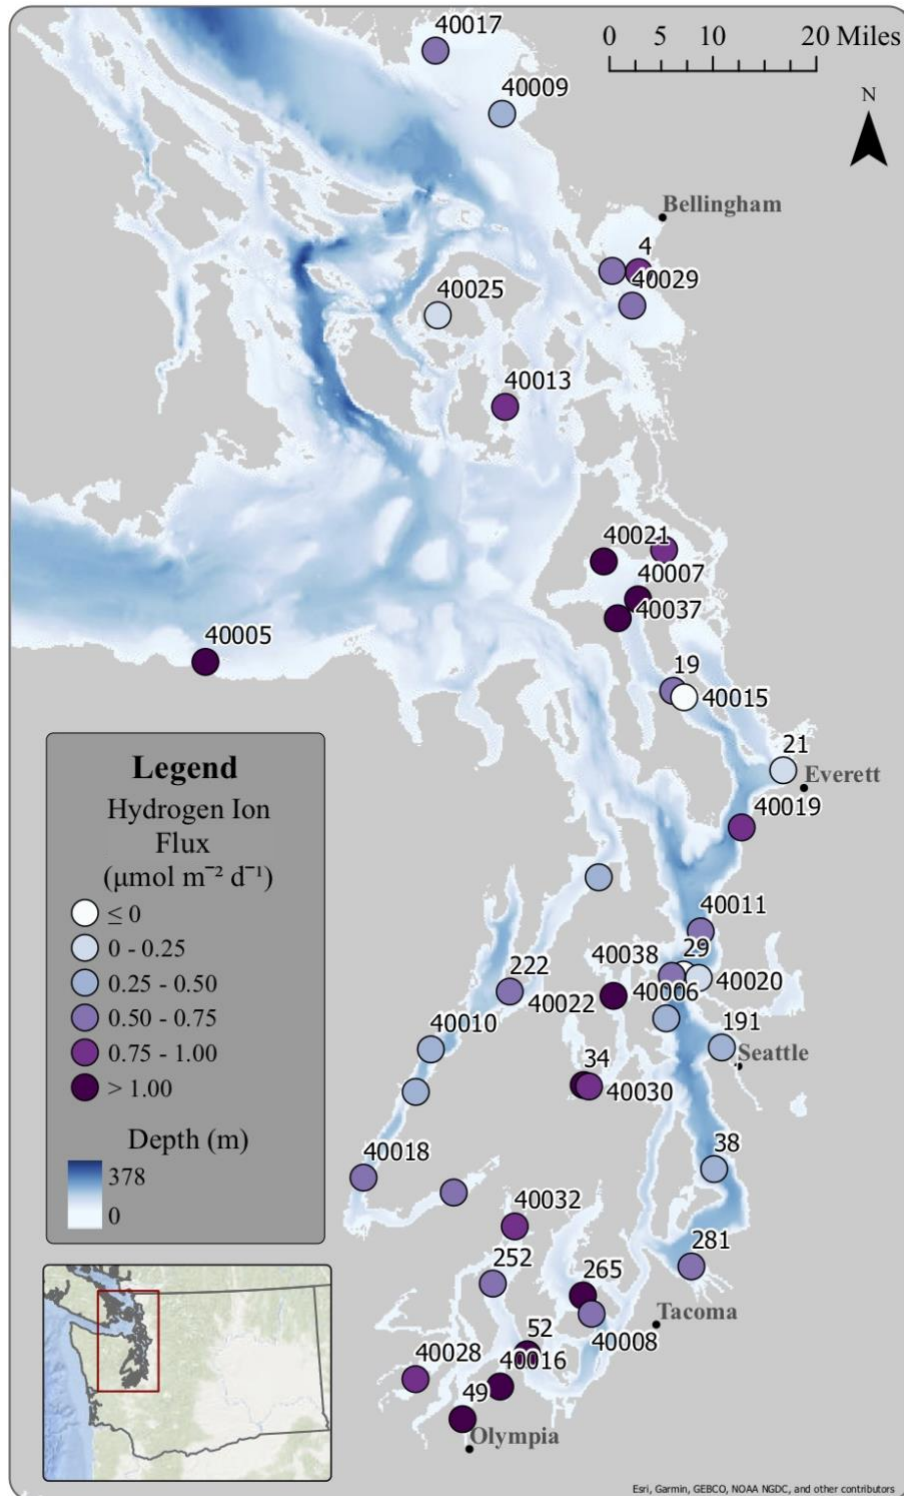 40017
0 5 10 20 Miles
40009
N
Bellingham
4
40029
40025
40013
40021
40007
40037
40005
19
40015
21
Everett
40019
Legend
Hydrogen Ion
Flux
(μmol m⁻² d⁻¹)
≤ 0
0 - 0.25
0.25 - 0.50
0.50 - 0.75
0.75 - 1.00
> 1.00
Depth (m)
378
0
40011
40038
29
40020
222
40022
40006
191
Seattle
40010
34
40030
38
40018
40032
281
252
265
Tacoma
40008
52
40016
40028
49
Olympia
Esri, Garmin, GEBCO, NOAA NGDC, and other contributors